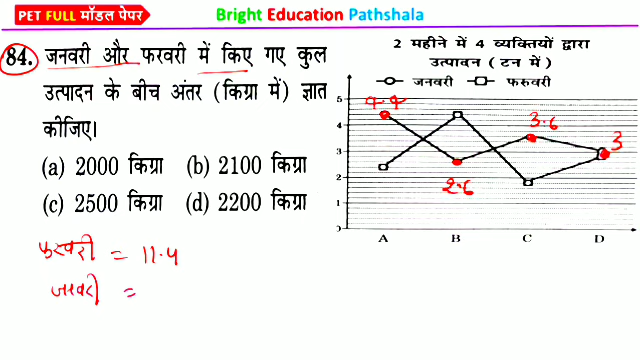 PET FULL मॉडल पेपर
Bright Education Pathshala
84. जनवरी और फरवरी में किए गए कुल
उत्पादन के बीच अंतर (किग्रा में) ज्ञात
कीजिए।
(a) 2000 किग्रा (b) 2100 किग्रा
(c) 2500 किग्रा (d) 2200 किग्रा
फरवरी = 11.4
जनवरी =
2 महीने में 4 व्यक्तियों द्वारा
उत्पादन (टन में)
जनवरी फरुवरी
5
4
3
2
1
A B C D
4.4
2.6
3.6
3